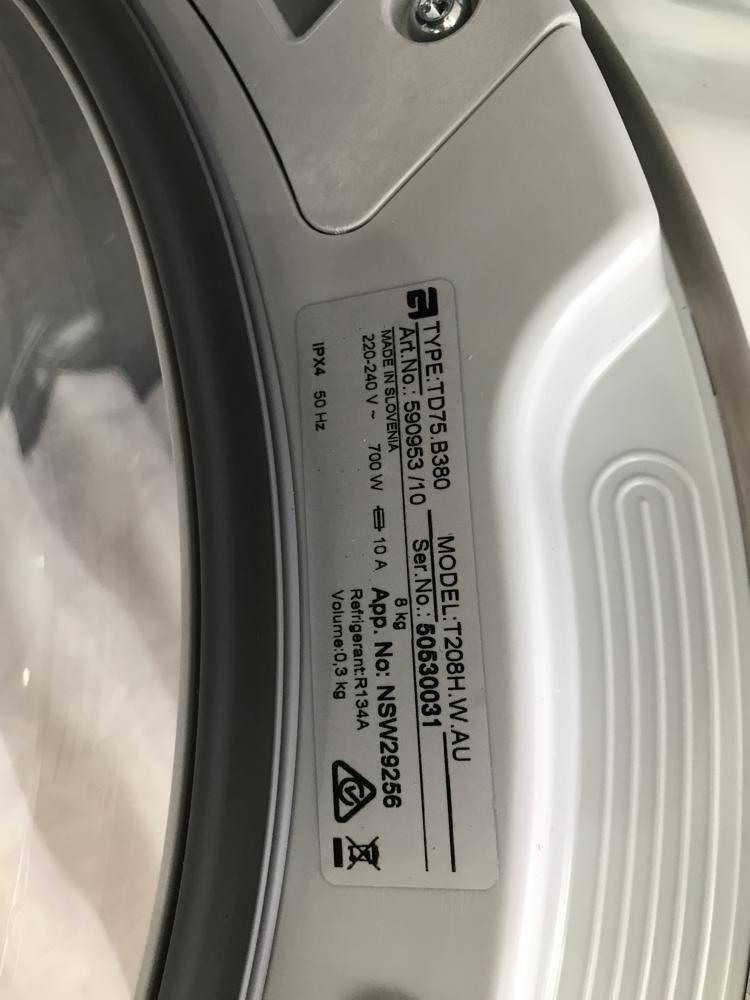 TYPE:TD75.B380 MODEL:T208H.W.AU
Art.No.: 590953 /10 Ser.No.: 50530031
MADE IN SLOVENIA 8 kg
220-240 V ~ 700 W 10 A App. No: NSW29256
Refrigerant:R134A
IPX4 50 Hz Volume:0,3 kg